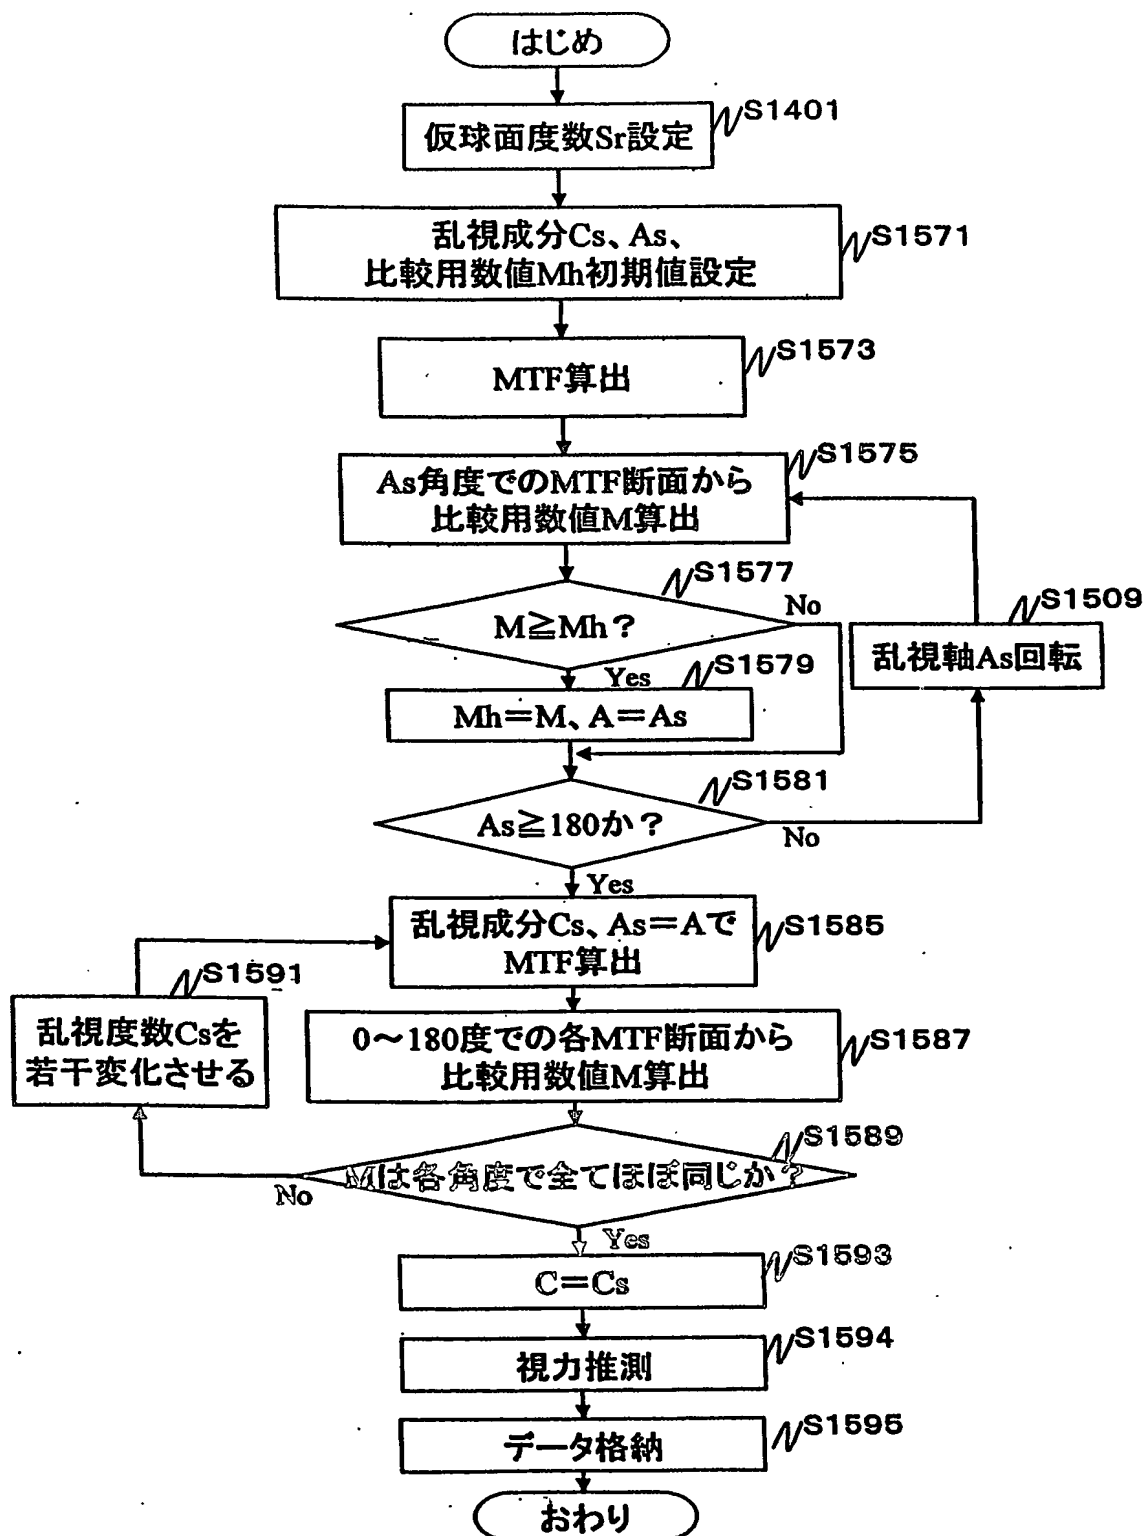 はじめ
仮球面度数Sr設定
S1401
乱視成分Cs、As、
比較用数値Mh初期値設定
S1571
MTF算出
S1573
As角度でのMTF断面から
比較用数値M算出
S1575
M≧Mh？
S1577
No
Yes
Mh＝M、A＝As
S1579
乱視軸As回転
S1509
As≧180か？
S1581
No
Yes
乱視成分Cs、As＝Aで
MTF算出
S1585
乱視度数Csを
若干変化させる
S1591
0～180度での各MTF断面から
比較用数値M算出
S1587
Mは各角度で全てほぼ同じか？
S1589
No
Yes
C＝Cs
S1593
視力推測
S1594
データ格納
S1595
おわり